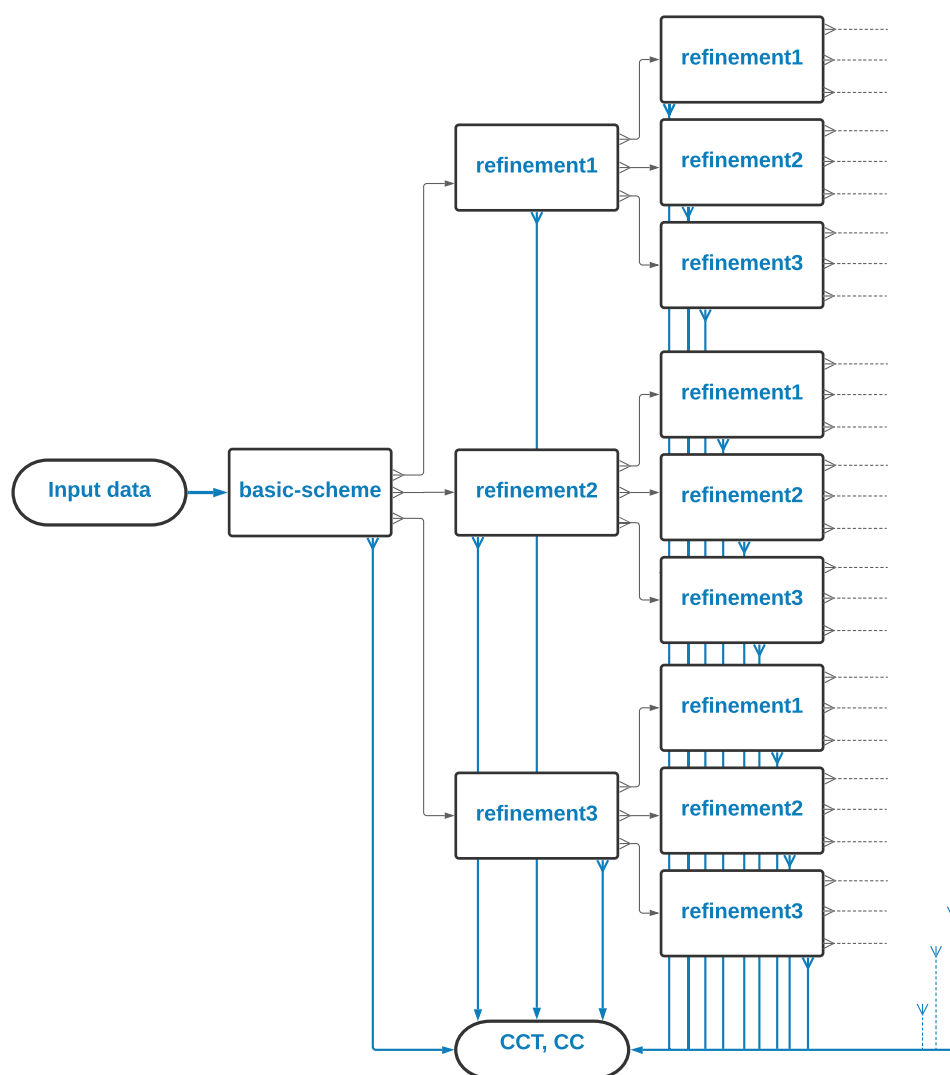 Input data
basic-scheme
refinement1
refinement2
refinement3
refinement1
refinement2
refinement3
refinement1
refinement2
refinement3
refinement1
refinement2
refinement3
CCT, CC